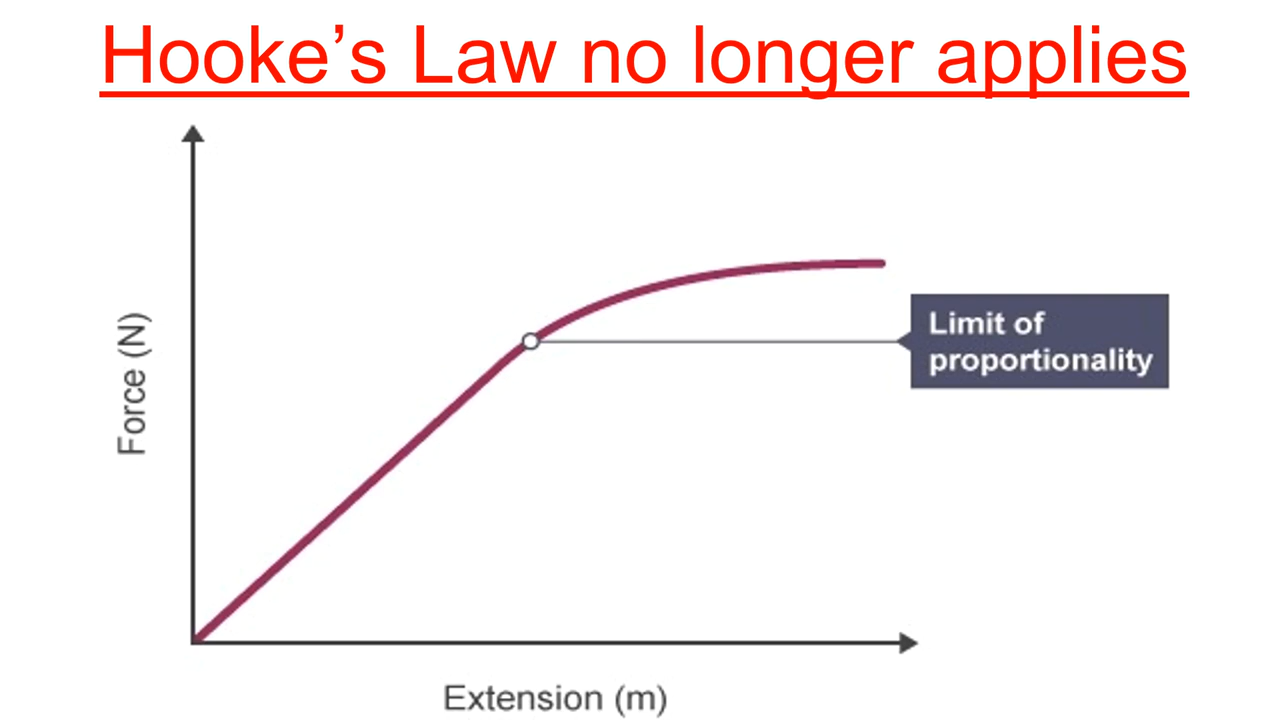 Hooke’s Law no longer applies
Force (N)
Limit of
proportionality
Extension (m)